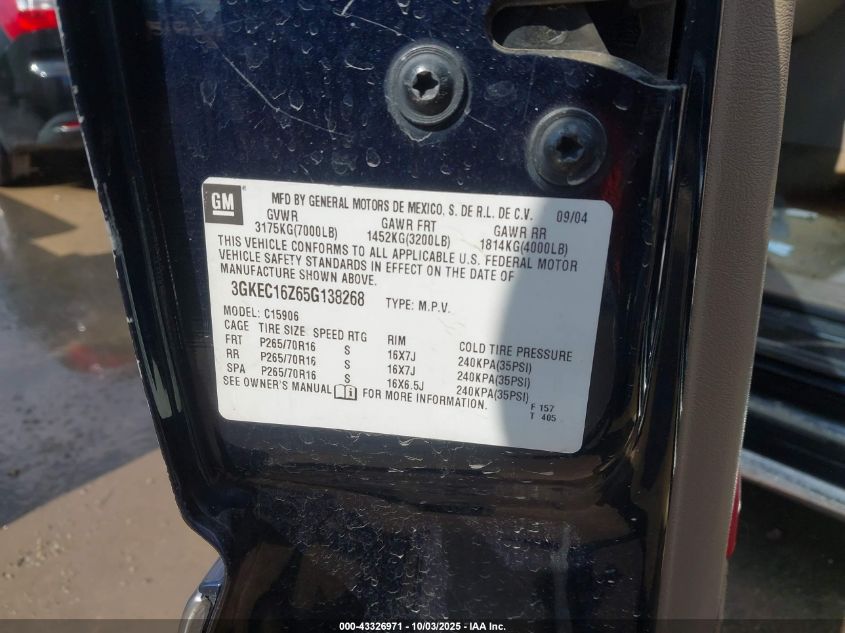 GM
MFD BY GENERAL MOTORS DE MEXICO, S. DE R.L. DE C.V. 09/04
GVWR GAWR FRT GAWR RR
3175KG(7000LB) 1452KG(3200LB) 1814KG(4000LB)
THIS VEHICLE CONFORMS TO ALL APPLICABLE U.S. FEDERAL MOTOR
VEHICLE SAFETY STANDARDS IN EFFECT ON THE DATE OF
MANUFACTURE SHOWN ABOVE.
3GKEC16Z65G138268 TYPE: M.P.V.
MODEL: C15906
CAGE TIRE SIZE SPEED RTG RIM COLD TIRE PRESSURE
FRT P265/70R16 S 16X7J 240KPA(35PSI)
RR P265/70R16 S 16X7J 240KPA(35PSI)
SPA P265/70R16 S 16X6.5J 240KPA(35PSI)
SEE OWNER'S MANUAL FOR MORE INFORMATION.
F 157
T 405
000-43326971 - 10/03/2025 - IAA Inc.